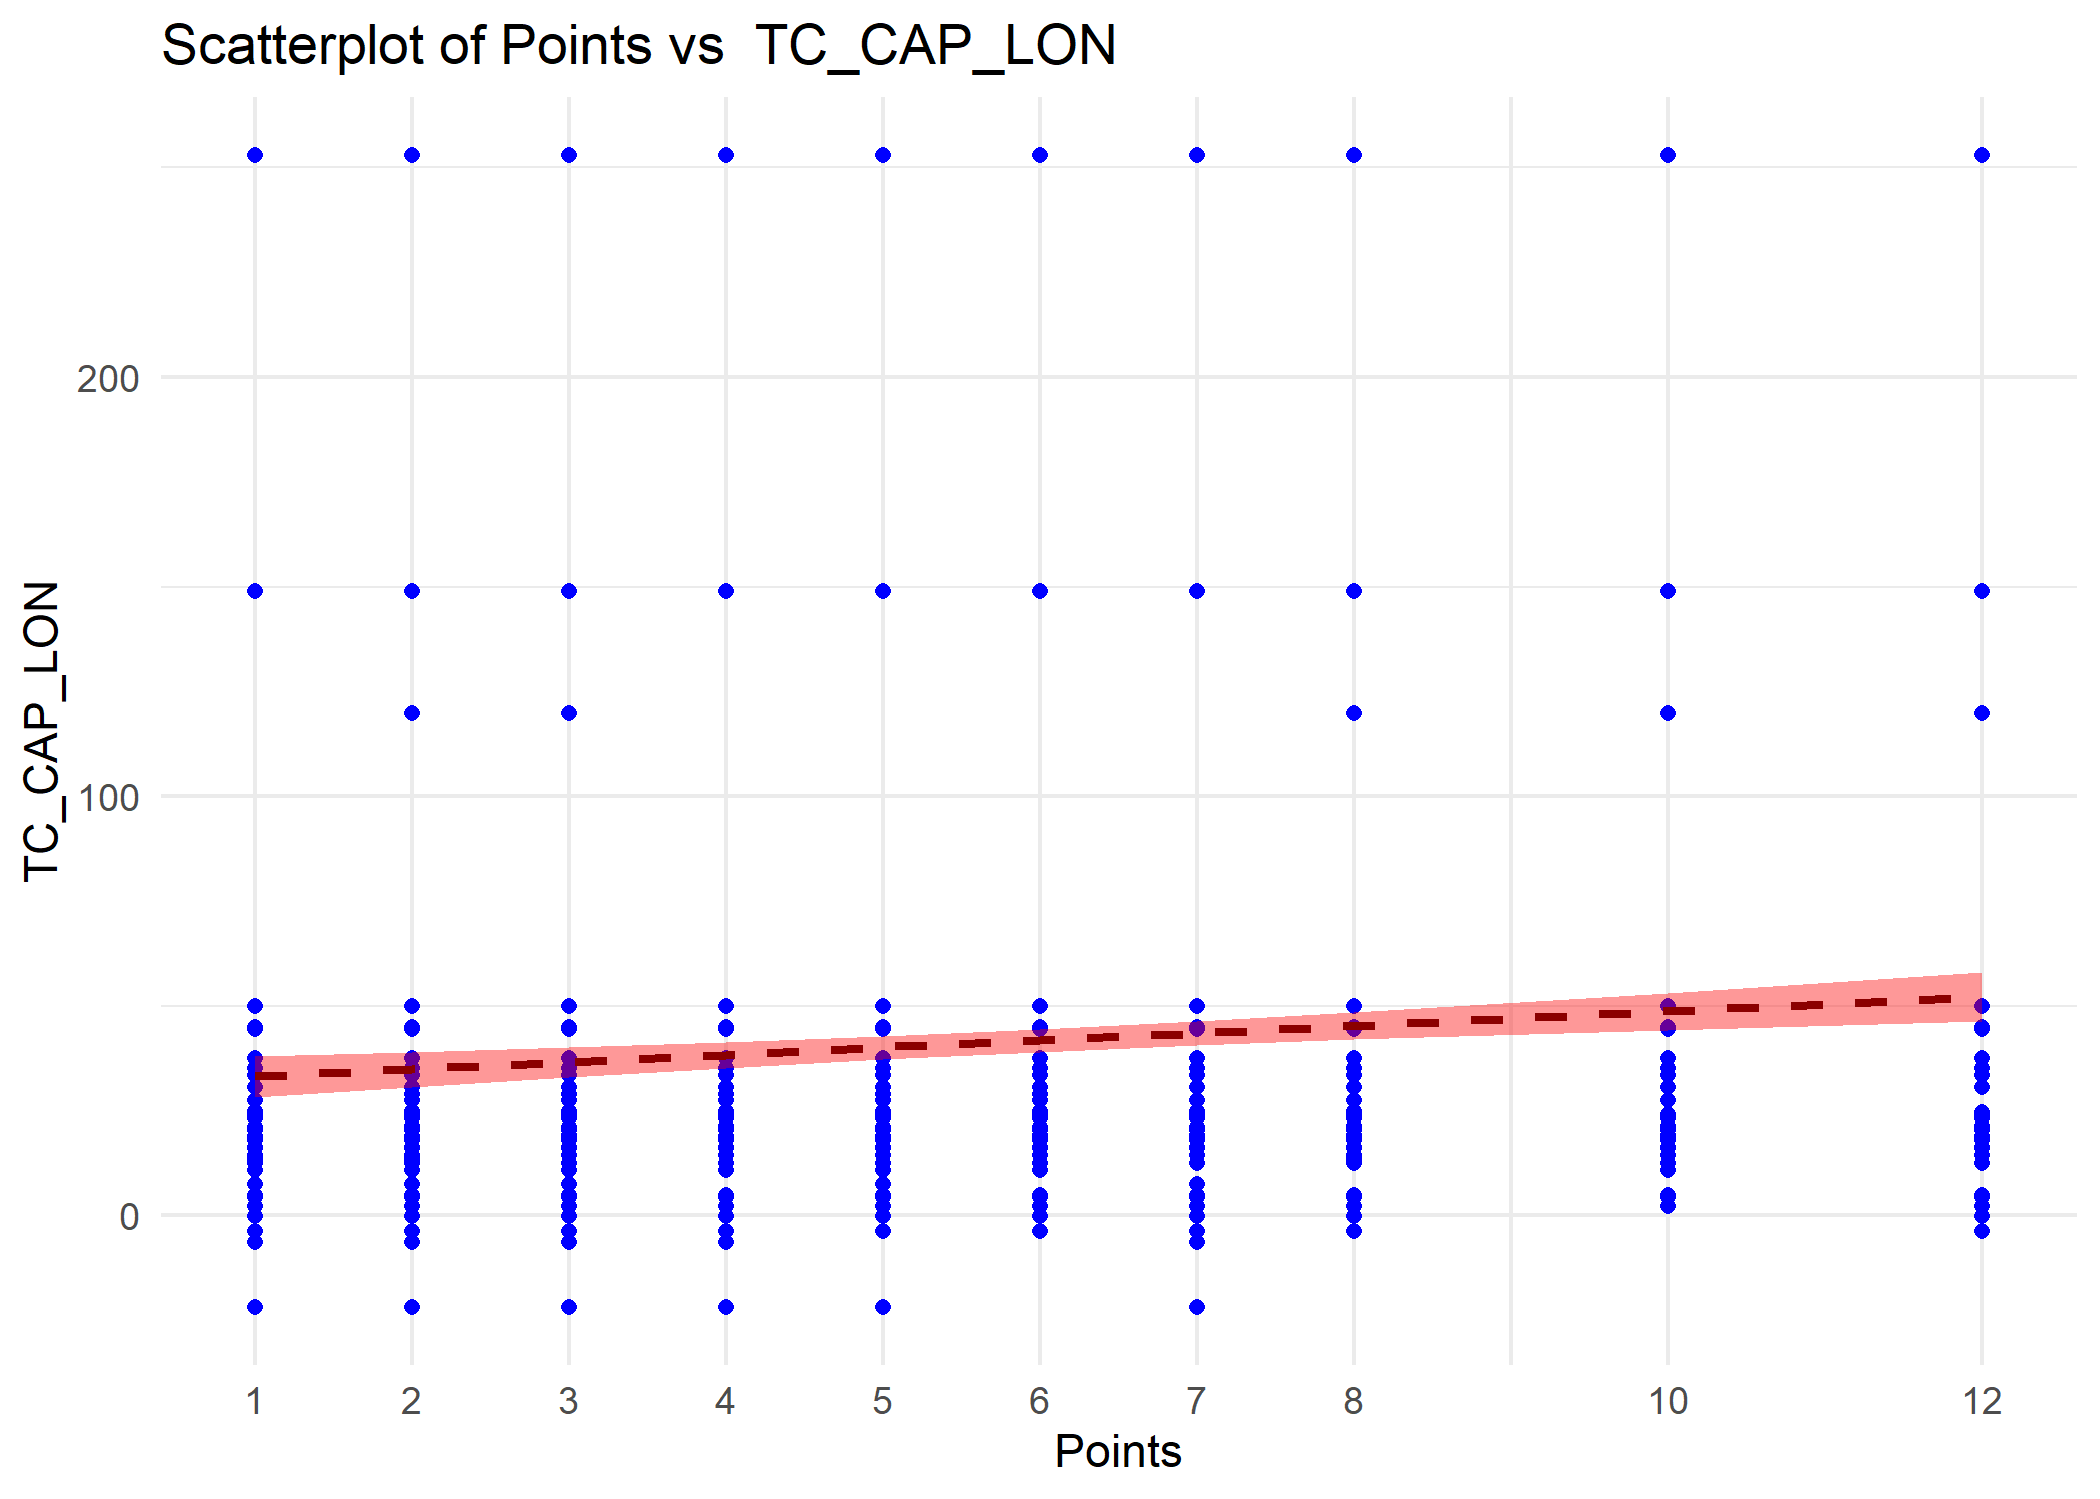 Scatterplot of Points vs  TC_CAP_LON
TC_CAP_LON
200
100
0
1 2 3 4 5 6 7 8 10 12
Points